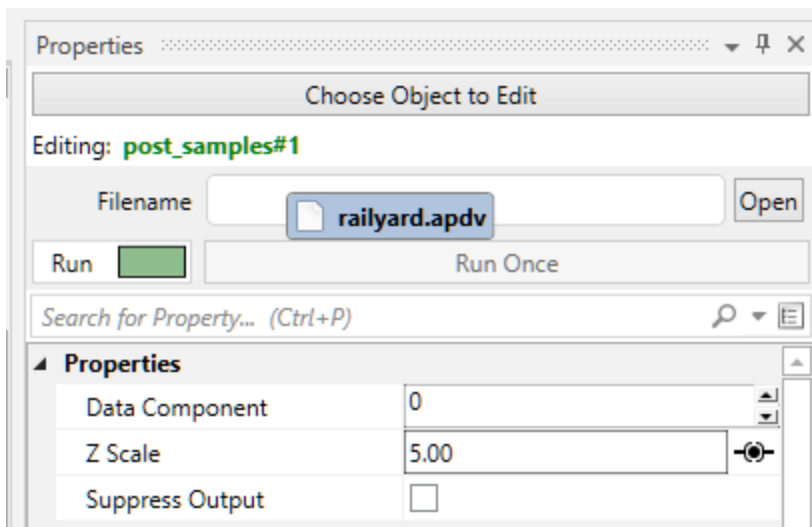 Properties
Choose Object to Edit
Editing: post_samples#1
Filename railyard.apdv Open
Run Run Once
Search for Property... (Ctrl+P)
Properties
Data Component 0
Z Scale 5.00
Suppress Output